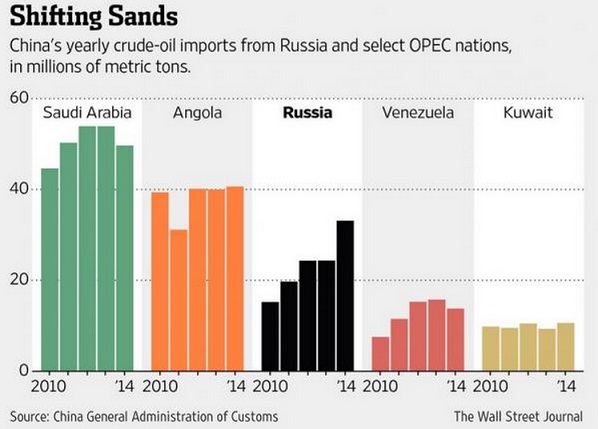 Shifting Sands
China's yearly crude-oil imports from Russia and select OPEC nations,
in millions of metric tons.
60
Saudi Arabia Angola Russia Venezuela Kuwait
40
20
0
2010 '14 2010 '14 2010 '14 2010 '14 2010 '14
Source: China General Administration of Customs The Wall Street Journal